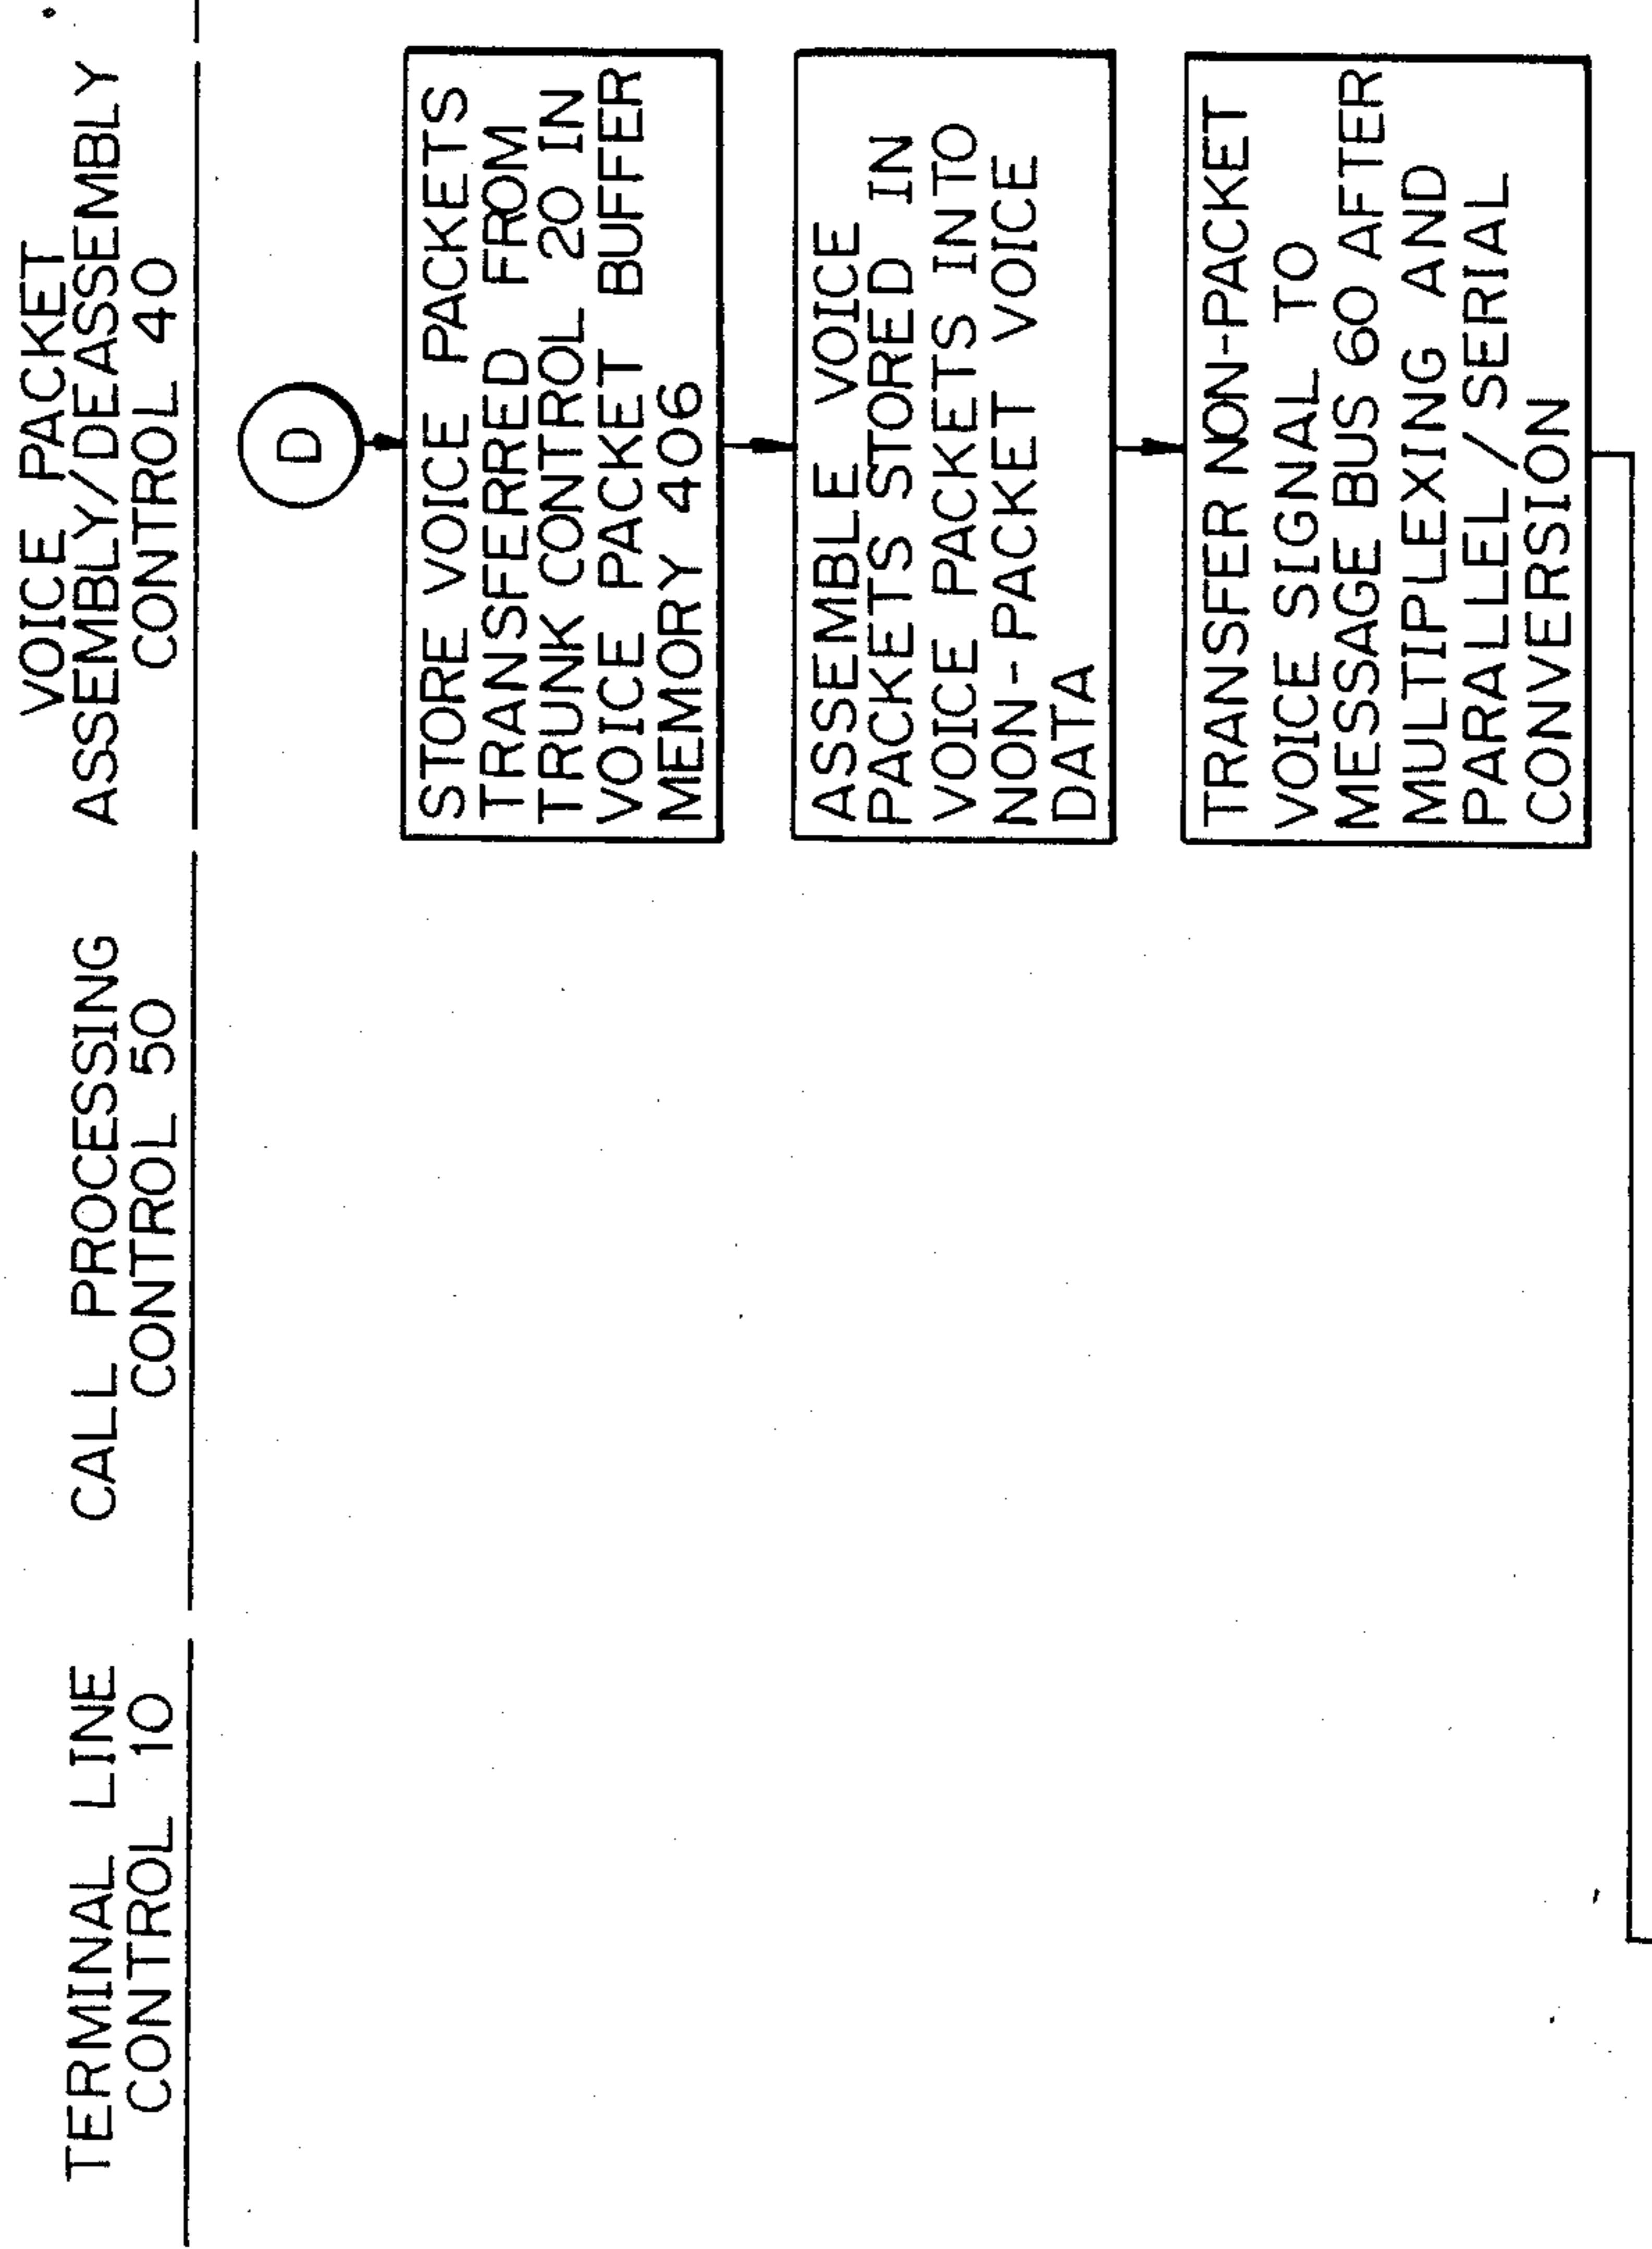 TERMINAL LINE
CONTROL 10
CALL PROCESSING
CONTROL 50
VOICE PACKET
ASSEMBLY/DEASSEMBLY
CONTROL 40
D
STORE VOICE PACKETS
TRANSFERRED FROM
TRUNK CONTROL 20 IN
VOICE PACKET BUFFER
MEMORY 406
ASSEMBLE VOICE
PACKETS STORED IN
VOICE PACKETS INTO
NON-PACKET VOICE
DATA
TRANSFER NON-PACKET
VOICE SIGNAL TO
MESSAGE BUS 60 AFTER
MULTIPLEXING AND
PARALLEL/SERIAL
CONVERSION